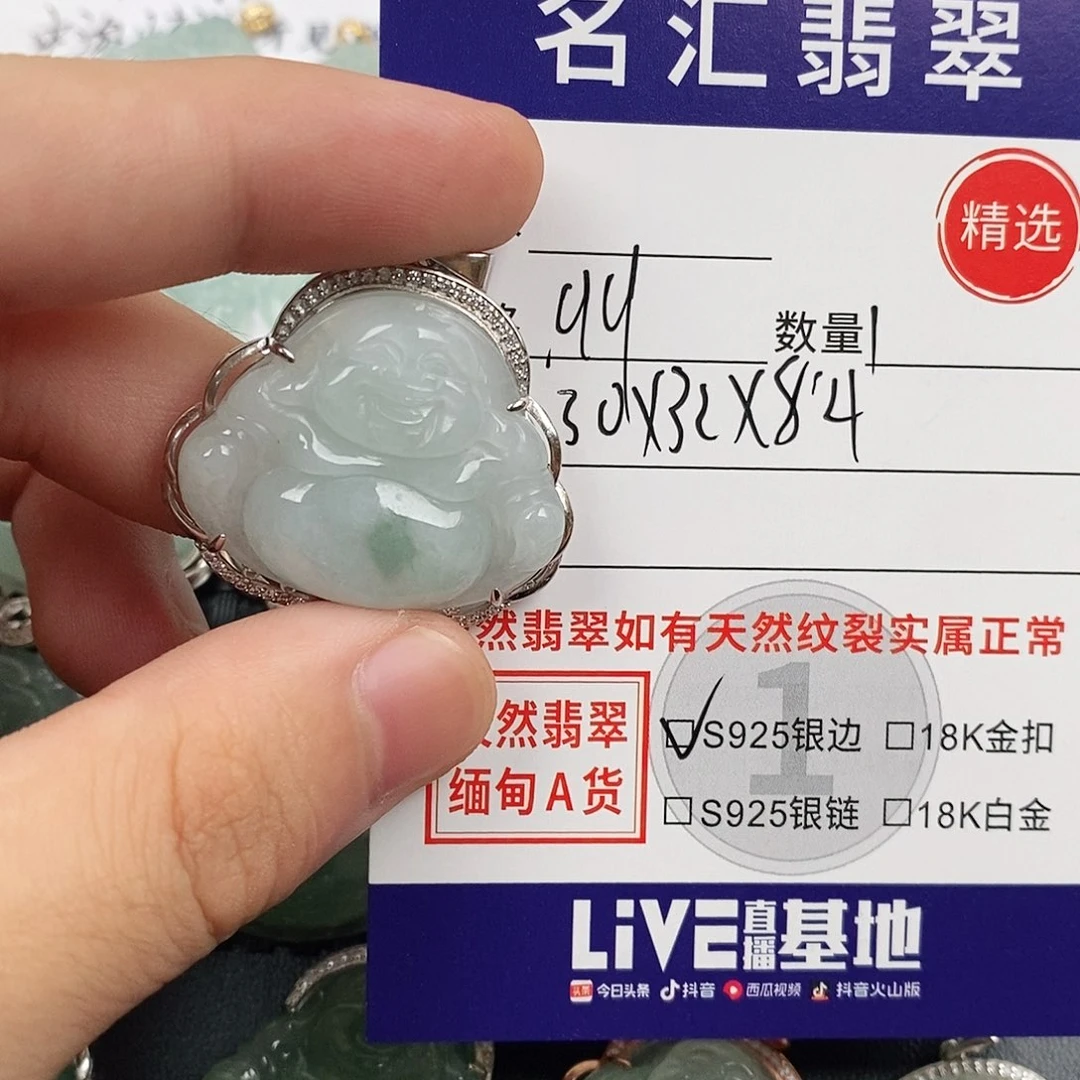 名汇翡翠
精选
.44 数量 1
30X32X8.4
然翡翠如有天然纹裂实属正常
然翡翠
缅甸A货
☑S925银边 □18K金扣
□S925银链 □18K白金
1
LiVE直播基地
头条 今日头条 抖音 西瓜视频 抖音火山版